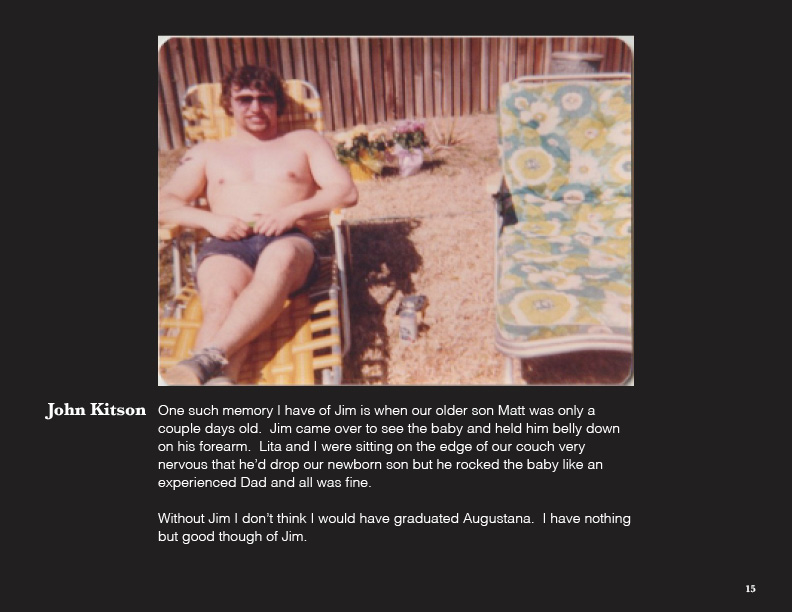 John Kitson
One such memory I have of Jim is when our older son Matt was only a
couple days old.  Jim came over to see the baby and held him belly down
on his forearm.  Lita and I were sitting on the edge of our couch very
nervous that he’d drop our newborn son but he rocked the baby like an
experienced Dad and all was fine.
Without Jim I don’t think I would have graduated Augustana.  I have nothing
but good though of Jim.
15